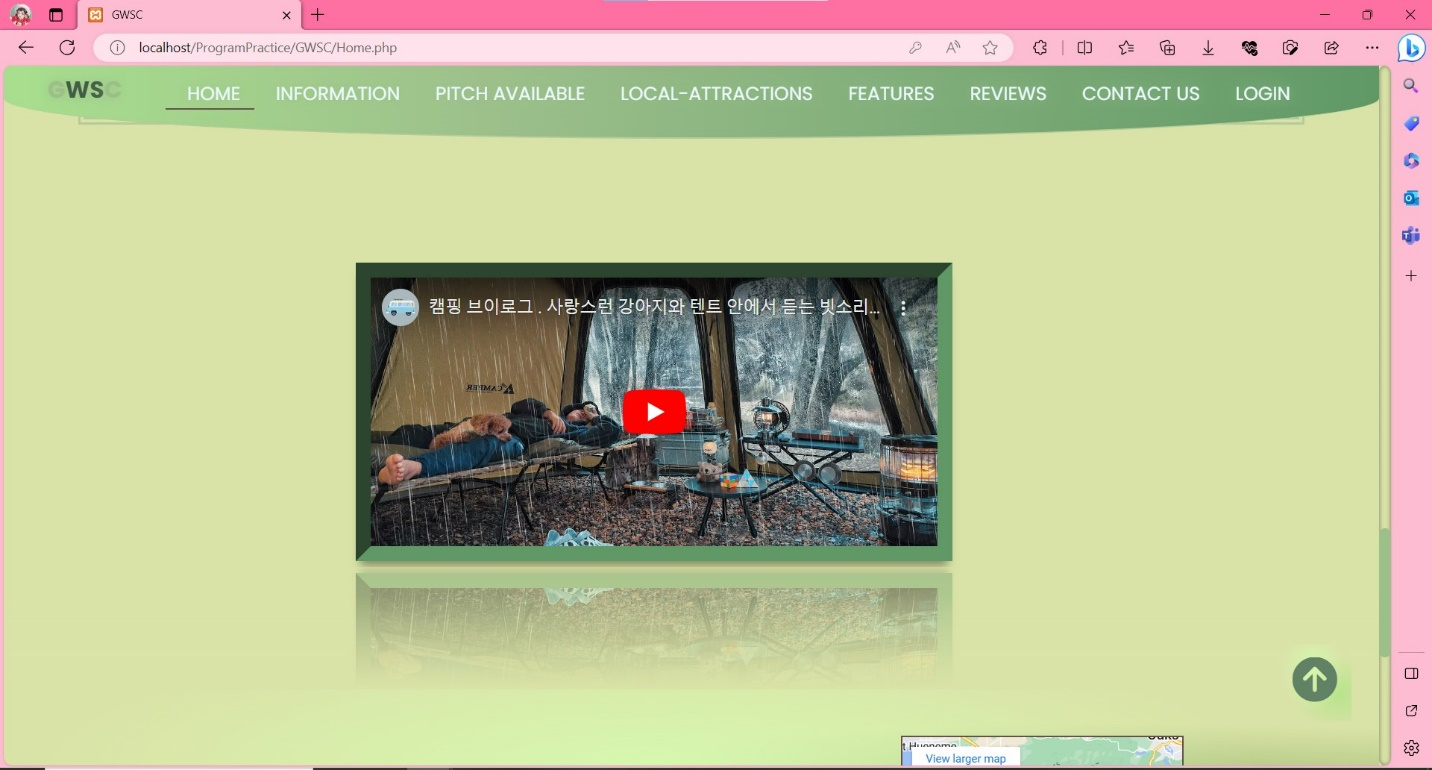 GWSC
localhost/ProgramPractice/GWSC/Home.php
GWSC
HOME
INFORMATION
PITCH AVAILABLE
LOCAL-ATTRACTIONS
FEATURES
REVIEWS
CONTACT US
LOGIN
캠핑 브이로그 . 사랑스런 강아지와 텐트 안에서 듣는 빗소리...
View larger map